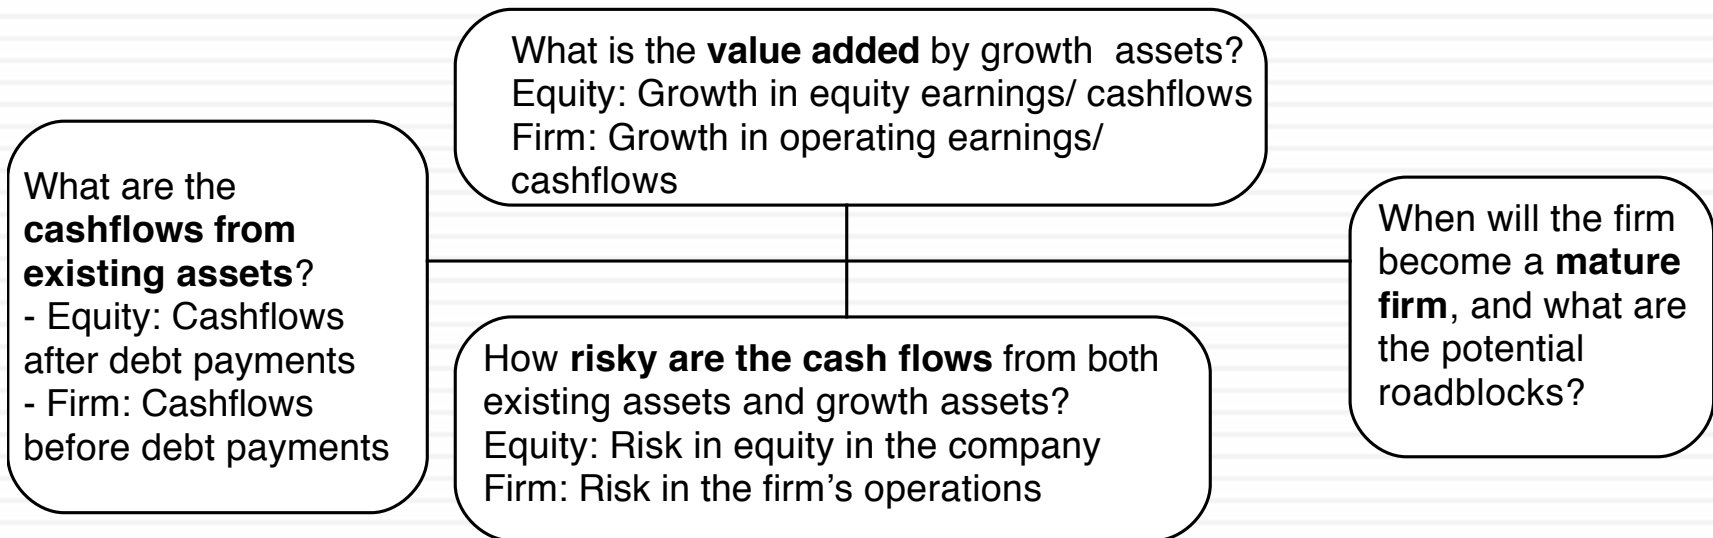 What is the value added by growth assets?
Equity: Growth in equity earnings/ cashflows
Firm: Growth in operating earnings/
cashflows
What are the
cashflows from
existing assets?
- Equity: Cashflows
after debt payments
- Firm: Cashflows
before debt payments
How risky are the cash flows from both
existing assets and growth assets?
Equity: Risk in equity in the company
Firm: Risk in the firm’s operations
When will the firm
become a mature
firm, and what are
the potential
roadblocks?